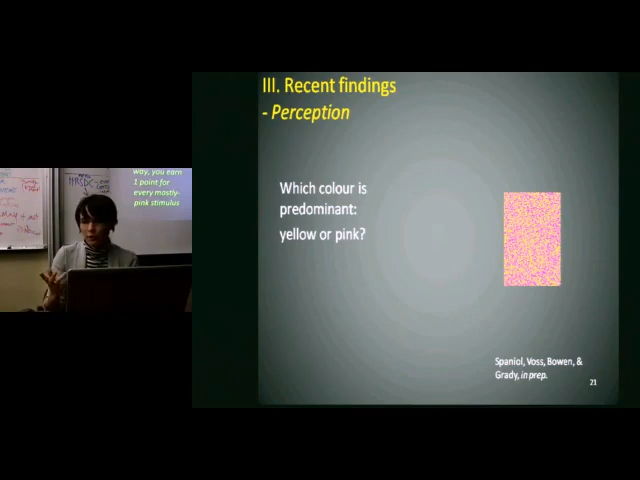 III. Recent findings
- Perception
Which colour is
predominant:
yellow or pink?
Spaniol, Voss, Bowen, &
Grady, in prep.
21
way, you earn
1 point for
every mostly-
pink stimulus